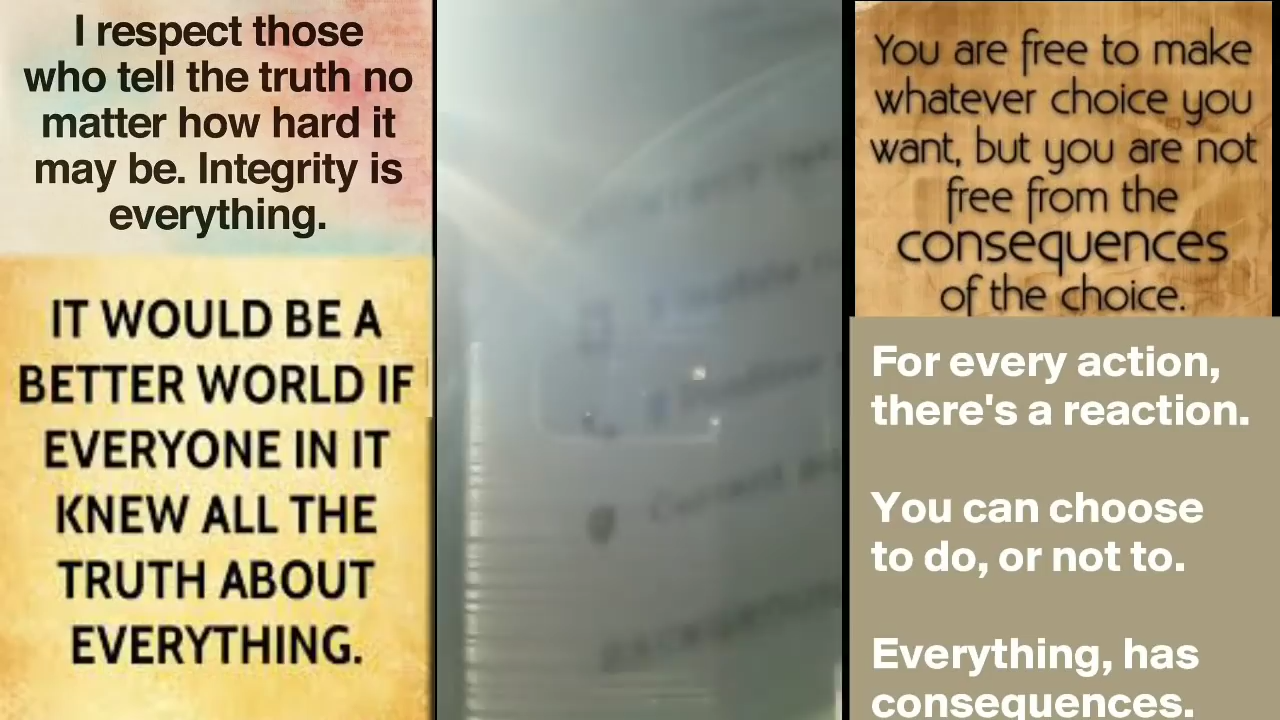 I respect those
who tell the truth no
matter how hard it
may be. Integrity is
everything.
IT WOULD BE A
BETTER WORLD IF
EVERYONE IN IT
KNEW ALL THE
TRUTH ABOUT
EVERYTHING.
You are free to make
whatever choice you
want, but you are not
free from the
consequences
of the choice.
For every action,
there's a reaction.
You can choose
to do, or not to.
Everything, has
consequences.